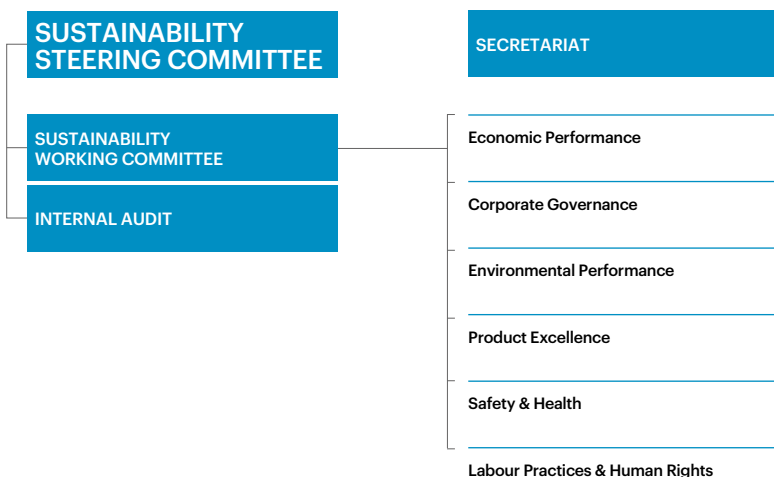 SUSTAINABILITY
STEERING COMMITTEE
SECRETARIAT
SUSTAINABILITY
WORKING COMMITTEE
INTERNAL AUDIT
Economic Performance
Corporate Governance
Environmental Performance
Product Excellence
Safety & Health
Labour Practices & Human Rights